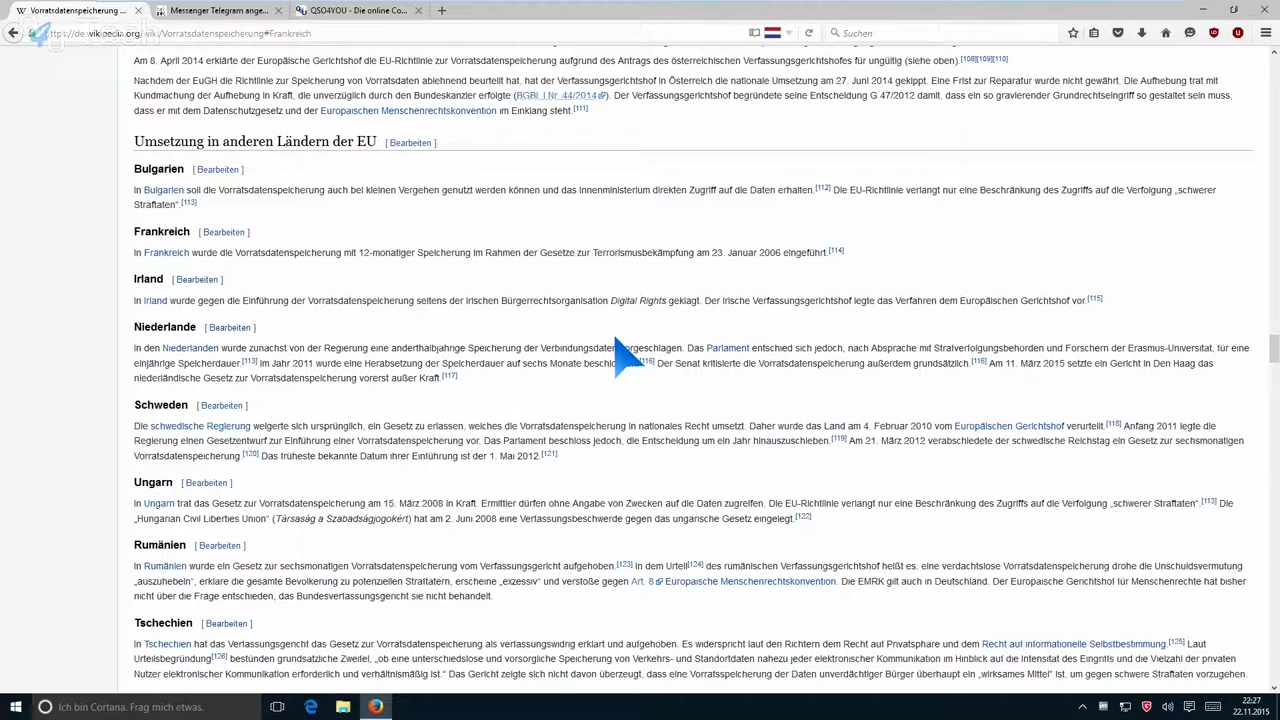 Vorratsdatenspeicherung –
Messenger Telegram ange
QSO4YOU - die online Co
https://de.wikipedia.org/wiki/Vorratsdatenspeicherung#Frankreich
Suchen
Am 8. April 2014 erklärte der Europäische Gerichtshof die EU-Richtlinie zur Vorratsdatenspeicherung aufgrund des Antrags des österreichischen Verfassungsgerichtshofes für ungültig (siehe oben).[108][109][110]
Nachdem der EuGH die Richtlinie zur Speicherung von Vorratsdaten ablehnend beurteilt hat, hat der Verfassungsgerichtshof in Österreich die nationale Umsetzung am 27. Juni 2014 gekippt. Eine Frist zur Reparatur wurde nicht gewährt. Die Aufhebung trat mit
Kundmachung der Aufhebung in Kraft, die unverzüglich durch den Bundeskanzler erfolgte (BGBl. I Nr. 44/2014). Der Verfassungsgerichtshof begründete seine Entscheidung G 47/2012 damit, dass ein so gravierender Grundrechtseingriff so gestaltet sein muss,
dass er mit dem Datenschutzgesetz und der Europäischen Menschenrechtskonvention im Einklang steht.[111]
Umsetzung in anderen Ländern der EU [ Bearbeiten ]
Bulgarien [ Bearbeiten ]
In Bulgarien soll die Vorratsdatenspeicherung auch bei kleinen Vergehen genutzt werden können und das Innenministerium direkten Zugriff auf die Daten erhalten.[112] Die EU-Richtlinie verlangt nur eine Beschränkung des Zugriffs auf die Verfolgung „schwerer
Straftaten“.[113]
Frankreich [ Bearbeiten ]
In Frankreich wurde die Vorratsdatenspeicherung mit 12-monatiger Speicherung im Rahmen der Gesetze zur Terrorismusbekämpfung am 23. Januar 2006 eingeführt.[114]
Irland [ Bearbeiten ]
In Irland wurde gegen die Einführung der Vorratsdatenspeicherung seitens der irischen Bürgerrechtsorganisation Digital Rights geklagt. Der irische Verfassungsgerichtshof legte das Verfahren dem Europäischen Gerichtshof vor.[115]
Niederlande [ Bearbeiten ]
In den Niederlanden wurde zunächst von der Regierung eine anderthalbjährige Speicherung der Verbindungsdaten vorgeschlagen. Das Parlament entschied sich jedoch, nach Absprache mit Strafverfolgungsbehörden und Forschern der Erasmus-Universität, für eine
einjährige Speicherdauer.[113] Im Jahr 2011 wurde eine Herabsetzung der Speicherdauer auf sechs Monate beschlo [116] Der Senat kritisierte die Vorratsdatenspeicherung außerdem grundsätzlich.[116] Am 11. März 2015 setzte ein Gericht in Den Haag das
niederländische Gesetz zur Vorratsdatenspeicherung vorerst außer Kraft.[117]
Schweden [ Bearbeiten ]
Die schwedische Regierung weigerte sich ursprünglich, ein Gesetz zu erlassen, welches die Vorratsdatenspeicherung in nationales Recht umsetzt. Daher wurde das Land am 4. Februar 2010 vom Europäischen Gerichtshof verurteilt.[118] Anfang 2011 legte die
Regierung einen Gesetzentwurf zur Einführung einer Vorratsdatenspeicherung vor. Das Parlament beschloss jedoch, die Entscheidung um ein Jahr hinauszuschieben.[119] Am 21. März 2012 verabschiedete der schwedische Reichstag ein Gesetz zur sechsmonatigen
Vorratsdatenspeicherung.[120] Das früheste bekannte Datum ihrer Einführung ist der 1. Mai 2012.[121]
Ungarn [ Bearbeiten ]
In Ungarn trat das Gesetz zur Vorratsdatenspeicherung am 15. März 2008 in Kraft. Ermittler dürfen ohne Angabe von Zwecken auf die Daten zugreifen. Die EU-Richtlinie verlangt nur eine Beschränkung des Zugriffs auf die Verfolgung „schwerer Straftaten“.[113] Die
„Hungarian Civil Liberties Union“ (Társaság a Szabadságjogokért) hat am 2. Juni 2008 eine Verfassungsbeschwerde gegen das ungarische Gesetz eingelegt.[122]
Rumänien [ Bearbeiten ]
In Rumänien wurde ein Gesetz zur sechsmonatigen Vorratsdatenspeicherung vom Verfassungsgericht aufgehoben.[123] In dem Urteil[124] des rumänischen Verfassungsgerichtshof heißt es, eine verdachtslose Vorratsdatenspeicherung drohe die Unschuldsvermutung
„auszuhebeln“, erkläre die gesamte Bevölkerung zu potenziellen Straftätern, erscheine „exzessiv“ und verstoße gegen Art. 8 Europäische Menschenrechtskonvention. Die EMRK gilt auch in Deutschland. Der Europäische Gerichtshof für Menschenrechte hat bisher
nicht über die Frage entschieden, das Bundesverfassungsgericht sie nicht behandelt.
Tschechien [ Bearbeiten ]
In Tschechien hat das Verfassungsgericht das Gesetz zur Vorratsdatenspeicherung als verfassungswidrig erklärt und aufgehoben. Es widerspricht laut den Richtern dem Recht auf Privatsphäre und dem Recht auf informationelle Selbstbestimmung.[125] Laut
Urteilsbegründung[126] bestünden grundsätzliche Zweifel, „ob eine unterschiedslose und vorsorgliche Speicherung von Verkehrs- und Standortdaten nahezu jeder elektronischer Kommunikation im Hinblick auf die Intensität des Eingriffs und die Vielzahl der privaten
Nutzer elektronischer Kommunikation erforderlich und verhältnismäßig ist.“ Das Gericht zeigte sich nicht davon überzeugt, dass eine Vorratsspeicherung der Daten unverdächtiger Bürger überhaupt ein „wirksames Mittel“ ist, um gegen schwere Straftaten vorzugehen.
Ich bin Cortana. Frag mich etwas.
22:27
22.11.2015